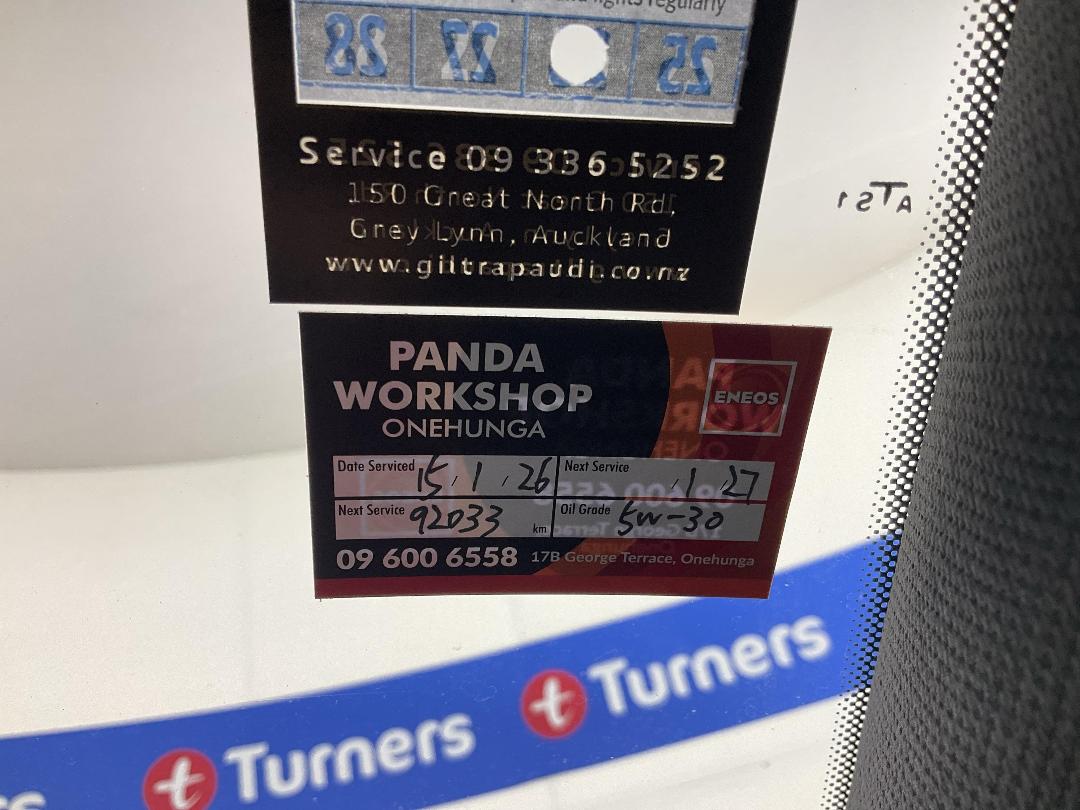 28 27 25
Service 09 336 5252
150 Great North Rd,
Grey Lynn, Auckland
www.giltrapaudi.co.nz
ATS1
PANDA
WORKSHOP
ONEHUNGA
ENEOS
Date Serviced 15.1.26 Next Service .1.27
Next Service 92033 km Oil Grade 5w-30
09 600 6558 17B George Terrace, Onehunga
Turners
Turners